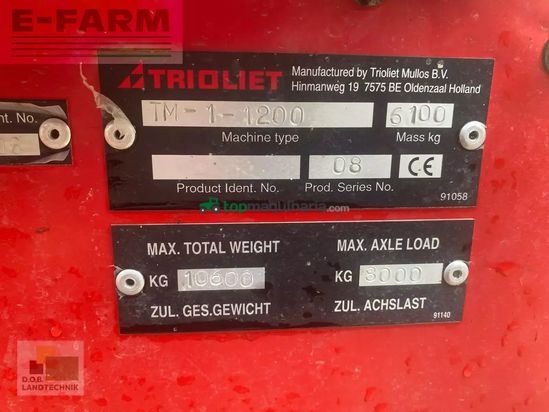 E-FARM
TRIOLIET
Manufactured by Trioliet Mullos B.V.
Hinmanweg 19 7575 BE Oldenzaal Holland
TM-1-1200
6100
Machine type
Mass kg
nt. No.
08
CE
Product Ident. No.
Prod. Series No.
91058
topmaquinaria.com
MAX. TOTAL WEIGHT
MAX. AXLE LOAD
KG 10600
KG 8000
ZUL. GES.GEWICHT
ZUL. ACHSLAST
91140
D.O.B.
LANDTECHNIK